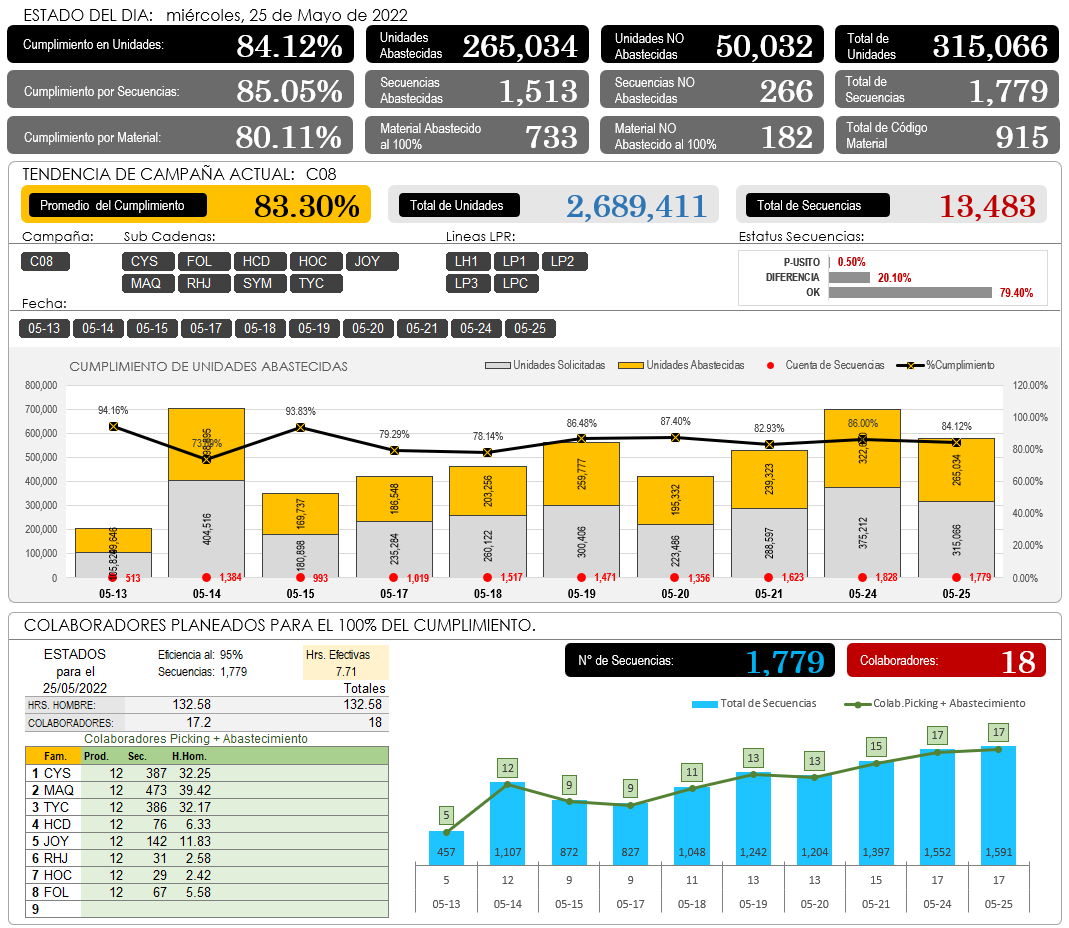 ESTADO DEL DIA: miércoles, 25 de Mayo de 2022
Cumplimiento en Unidades: 84.12%
Unidades Abastecidas 265,034
Unidades NO Abastecidas 50,032
Total de Unidades 315,066
Cumplimiento por Secuencias: 85.05%
Secuencias Abastecidas 1,513
Secuencias NO Abastecidas 266
Total de Secuencias 1,779
Cumplimiento por Material: 80.11%
Material Abastecido al 100% 733
Material NO Abastecido al 100% 182
Total de Código Material 915
TENDENCIA DE CAMPAÑA ACTUAL: C08
Promedio del Cumplimiento 83.30%
Total de Unidades 2,689,411
Total de Secuencias 13,483
Campaña: Sub Cadenas: Lineas LPR: Estatus Secuencias:
C08 CYS FOL HCD HOC JOY LH1 LP1 LP2
MAQ RHJ SYM TYC LP3 LPC
P-USITO 0.50%
DIFERENCIA 20.10%
OK 79.40%
Fecha:
05-13 05-14 05-15 05-17 05-18 05-19 05-20 05-21 05-24 05-25
CUMPLIMIENTO DE UNIDADES ABASTECIDAS
Unidades Solicitadas Unidades Abastecidas Cuenta de Secuencias %Cumplimiento
800,000 120.00%
700,000
600,000 100.00%
500,000 80.00%
400,000 60.00%
300,000 40.00%
200,000
100,000 20.00%
0 0.00%
94.16% 93.83% 79.29% 78.14% 86.48% 87.40% 82.93% 86.00% 84.12%
169,737 186,548 203,256 259,777 195,332 239,323 265,034
404,516 180,898 235,284 260,122 300,406 223,486 288,597 375,212 315,066
513 1,384 993 1,019 1,517 1,471 1,356 1,623 1,828 1,779
05-13 05-14 05-15 05-17 05-18 05-19 05-20 05-21 05-24 05-25
COLABORADORES PLANEADOS PARA EL 100% DEL CUMPLIMIENTO.
ESTADOS para el 25/05/2022
Eficiencia al: 95%
Secuencias: 1,779
Hrs. Efectivas
7.71
Totales
HRS. HOMBRE: 132.58 132.58
COLABORADORES: 17.2 18
Colaboradores Picking + Abastecimiento
Fam. Prod. Sec. H.Hom.
1 CYS 12 387 32.25
2 MAQ 12 473 39.42
3 TYC 12 386 32.17
4 HCD 12 76 6.33
5 JOY 12 142 11.83
6 RHJ 12 31 2.58
7 HOC 12 29 2.42
8 FOL 12 67 5.58
9
N° de Secuencias: 1,779
Colaboradores: 18
Total de Secuencias Colab.Picking + Abastecimiento
5 12 9 9 11 13 13 15 17 17
457 1,107 872 827 1,048 1,242 1,204 1,397 1,552 1,591
5 12 9 9 11 13 13 15 17 17
05-13 05-14 05-15 05-17 05-18 05-19 05-20 05-21 05-24 05-25